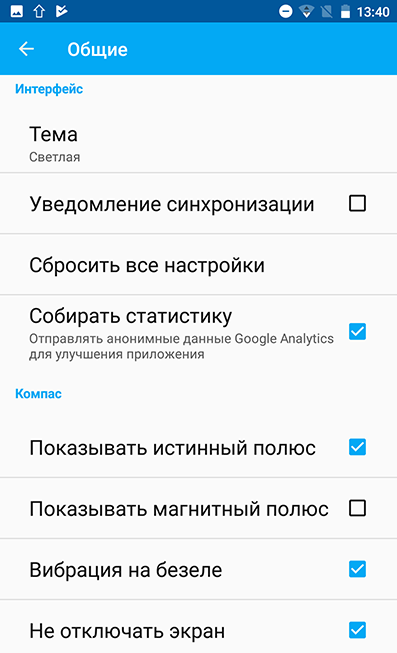 13:40
Общие
Интерфейс
Тема
Светлая
Уведомление синхронизации
Сбросить все настройки
Собирать статистику
Отправлять анонимные данные Google Analytics
для улучшения приложения
Компас
Показывать истинный полюс
Показывать магнитный полюс
Вибрация на безеле
Не отключать экран